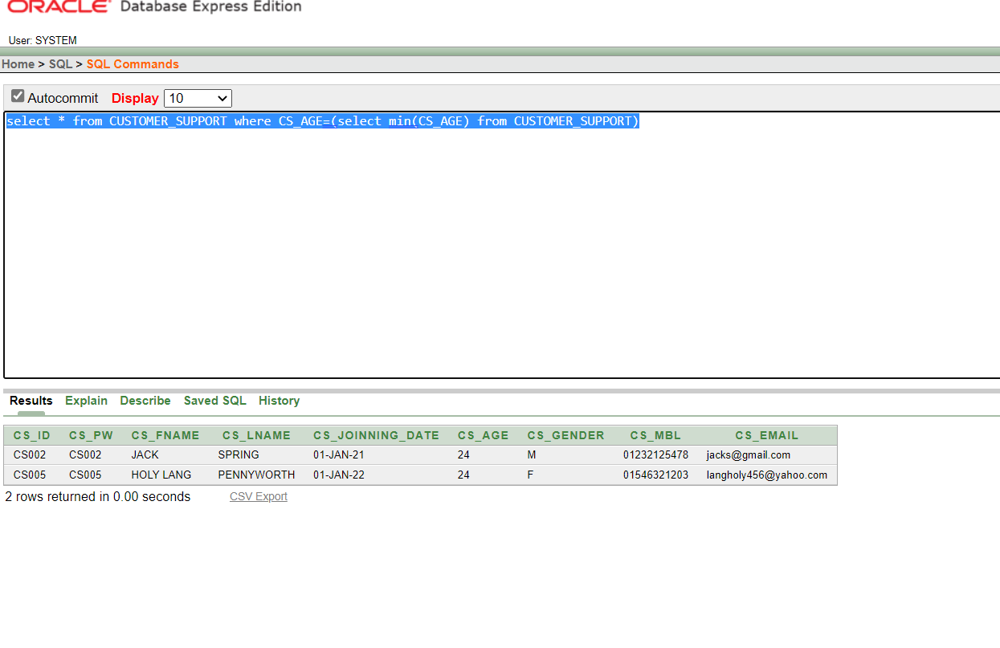 ORACLE Database Express Edition
User: SYSTEM
Home > SQL > SQL Commands
Autocommit Display 10
select * from CUSTOMER_SUPPORT where CS_AGE=(select min(CS_AGE) from CUSTOMER_SUPPORT)
Results Explain Describe Saved SQL History
CS_ID CS_PW CS_FNAME CS_LNAME CS_JOINNING_DATE CS_AGE CS_GENDER CS_MBL CS_EMAIL
CS002 CS002 JACK SPRING 01-JAN-21 24 M 01232125478 jacks@gmail.com
CS005 CS005 HOLY LANG PENNYWORTH 01-JAN-22 24 F 01546321203 langholy456@yahoo.com
2 rows returned in 0.00 seconds CSV Export